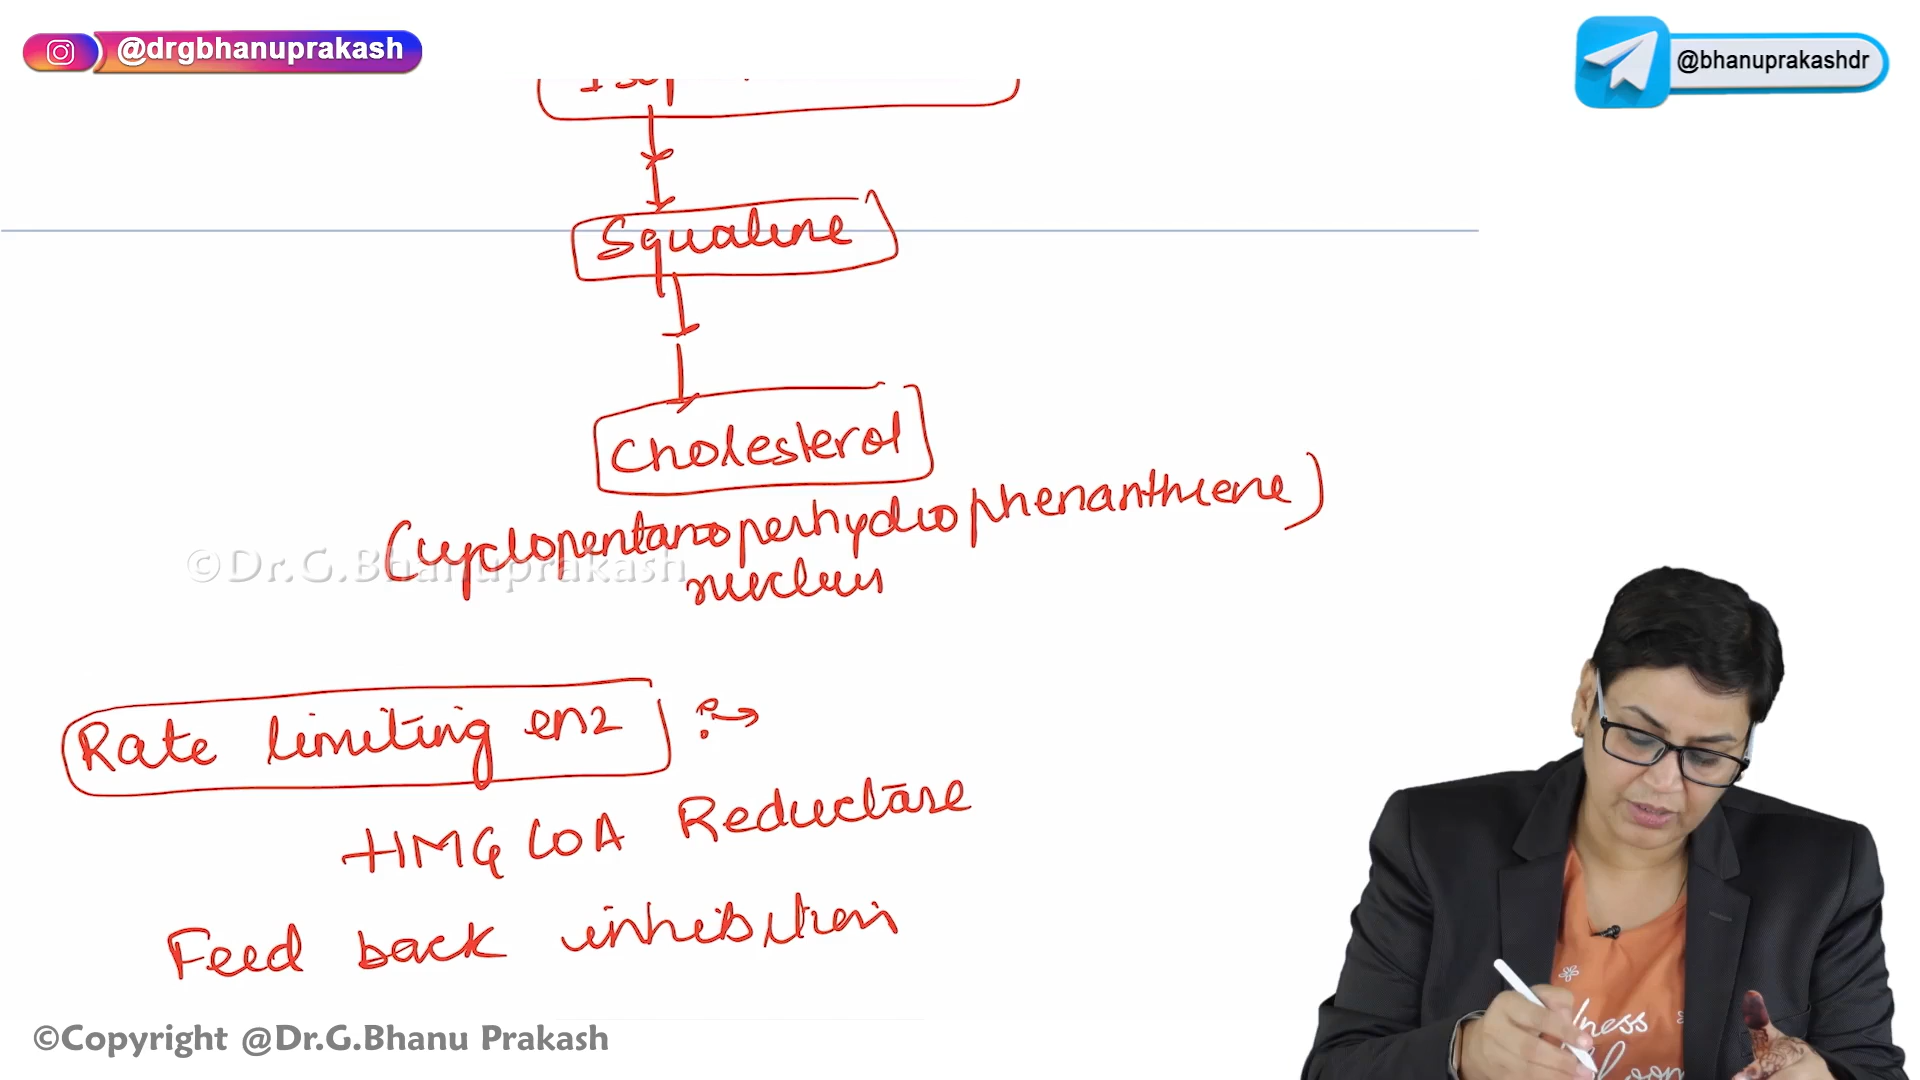 @drgbhanuprakash
@bhanuprakashdr
Squalene
Cholesterol
(cyclopentanoperhydrophenanthrene)
nucleus
©Dr.G.Bhanuprakash
Rate limiting enz
HMG COA Reductase
Feed back inhibition
©Copyright @Dr.G.Bhanu Prakash